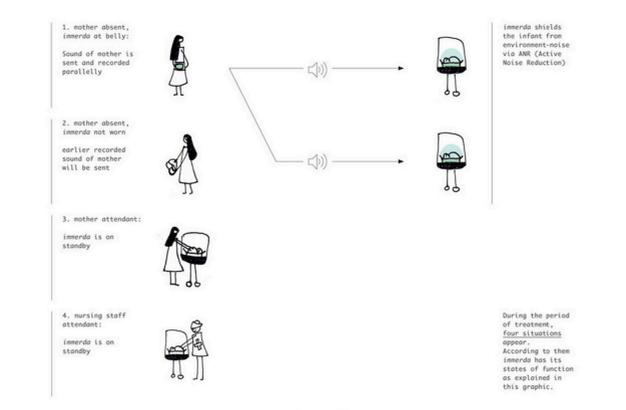 1. mother absent,
immerda at belly:
Sound of mother is
sent and recorded
parallelly
immerda shields
the infant from
environment-noise
via ANR (Active
Noise Reduction)
2. mother absent,
immerda not worn
earlier recorded
sound of mother
will be sent
3. mother attendant:
immerda is on
standby
4. nursing staff
attendant:
immerda is on
standby
During the period
of treatment,
four situations
appear.
According to them
immerda has its
states of function
as explained in
this graphic.